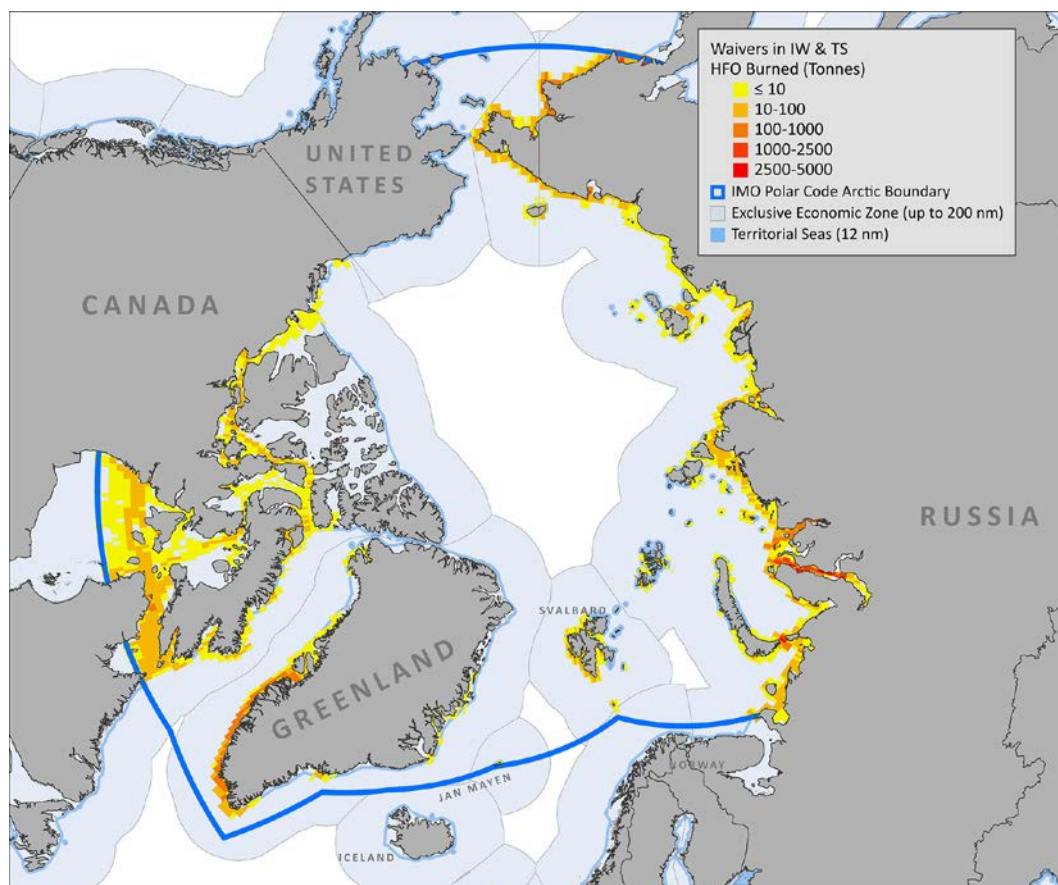 Waivers in IW & TS
HFO Burned (Tonnes)
≤ 10
10-100
100-1000
1000-2500
2500-5000
IMO Polar Code Arctic Boundary
Exclusive Economic Zone (up to 200 nm)
Territorial Seas (12 nm)
UNITED
STATES
CANADA
RUSSIA
SVALBARD
GREENLAND
NORWAY
JAN MAYEN
ICELAND